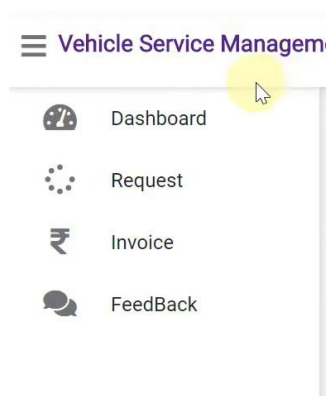 Vehicle Service Managem
Dashboard
Request
Invoice
FeedBack